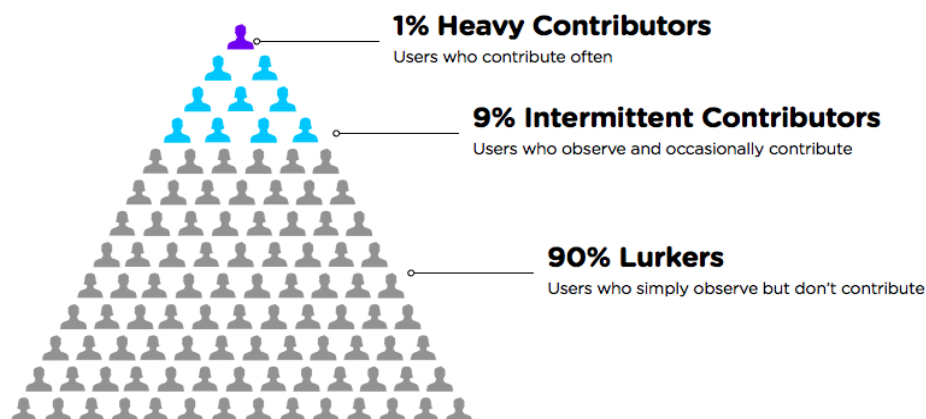 1% Heavy Contributors
Users who contribute often
9% Intermittent Contributors
Users who observe and occasionally contribute
90% Lurkers
Users who simply observe but don’t contribute